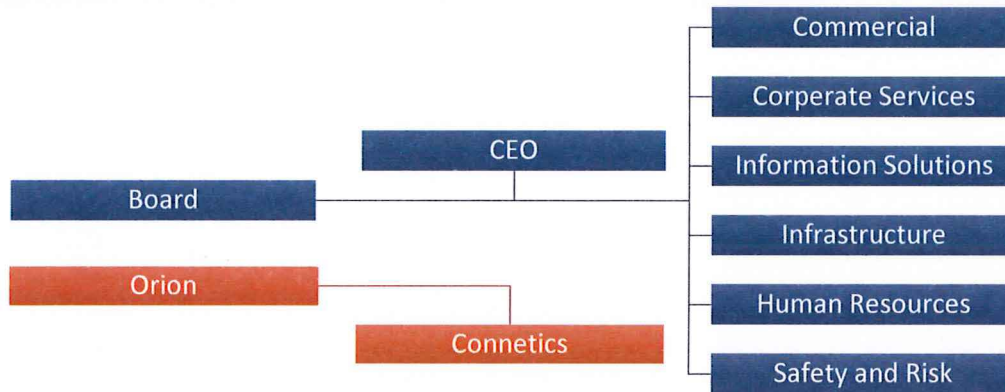 Commercial
Corperate Services
CEO
Information Solutions
Board
Infrastructure
Orion
Human Resources
Connetics
Safety and Risk